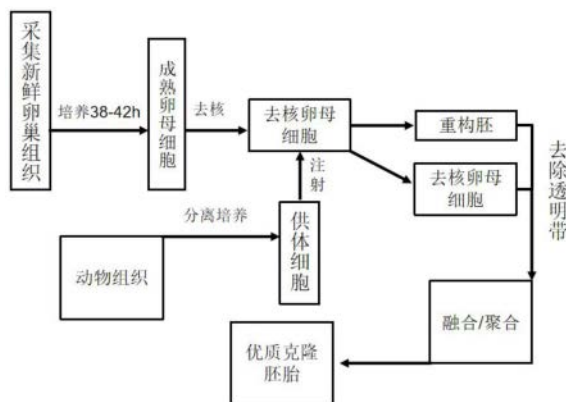 采集新鲜卵巢组织
培养38-42h
成熟卵母细胞
去核
去核卵母
细胞
重构胚
去核卵母
细胞
去除透明带
注射
供体细胞
分离培养
动物组织
融合/聚合
优质克隆
胚胎